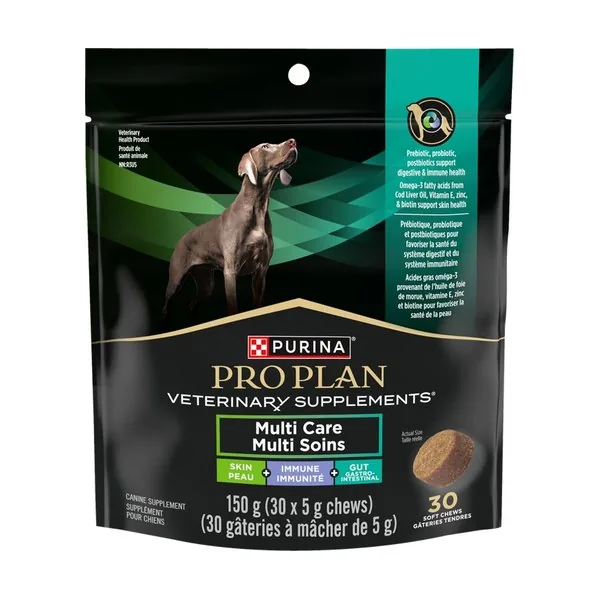 Veterinary
Health Product
Produit de
santé animale
NN:R3U5
Prebiotic, probiotic,
postbiotics support
digestive & immune health
Omega-3 fatty acids from
Cod Liver Oil, Vitamin E, zinc,
& biotin support skin health
Prébiotique, probiotique
et postbiotiques pour
favoriser la santé du
système digestif et du
système immunitaire
Acides gras oméga-3
provenant de l'huile de foie
de morue, vitamine E, zinc
et biotine pour favoriser la
santé de la peau
PURINA®
PRO PLAN
VETERINARY SUPPLEMENTS®
Multi Care
Multi Soins
SKIN
PEAU
+
IMMUNE
IMMUNITÉ
+
GUT
GASTRO-
INTESTINAL
Actual Size
Taille réelle
150 g (30 x 5 g chews)
(30 gâteries à mâcher de 5 g)
CANINE SUPPLEMENT
SUPPLÉMENT
POUR CHIENS
30
SOFT CHEWS
GÂTERIES TENDRES